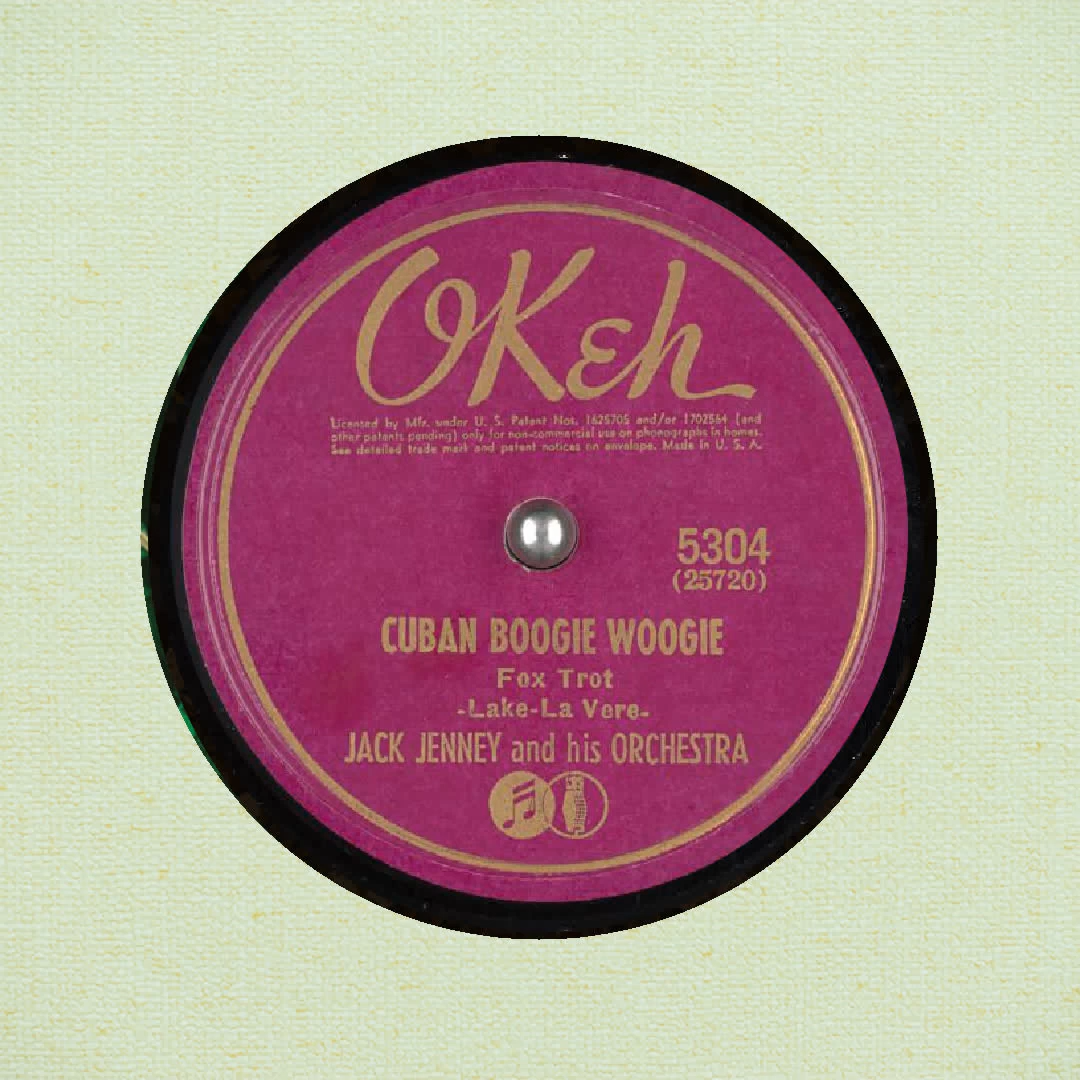 OKeh
Licensed by Mfr. under U. S. Patent Nos. 1625705 and/or 1702564 (and
other patents pending) only for non-commercial use on phonographs in homes.
See detailed trade mark and patent notices on envelope. Made in U. S. A.
5304
(25720)
CUBAN BOOGIE WOOGIE
Fox Trot
-Lake-La Vere-
JACK JENNEY and his ORCHESTRA